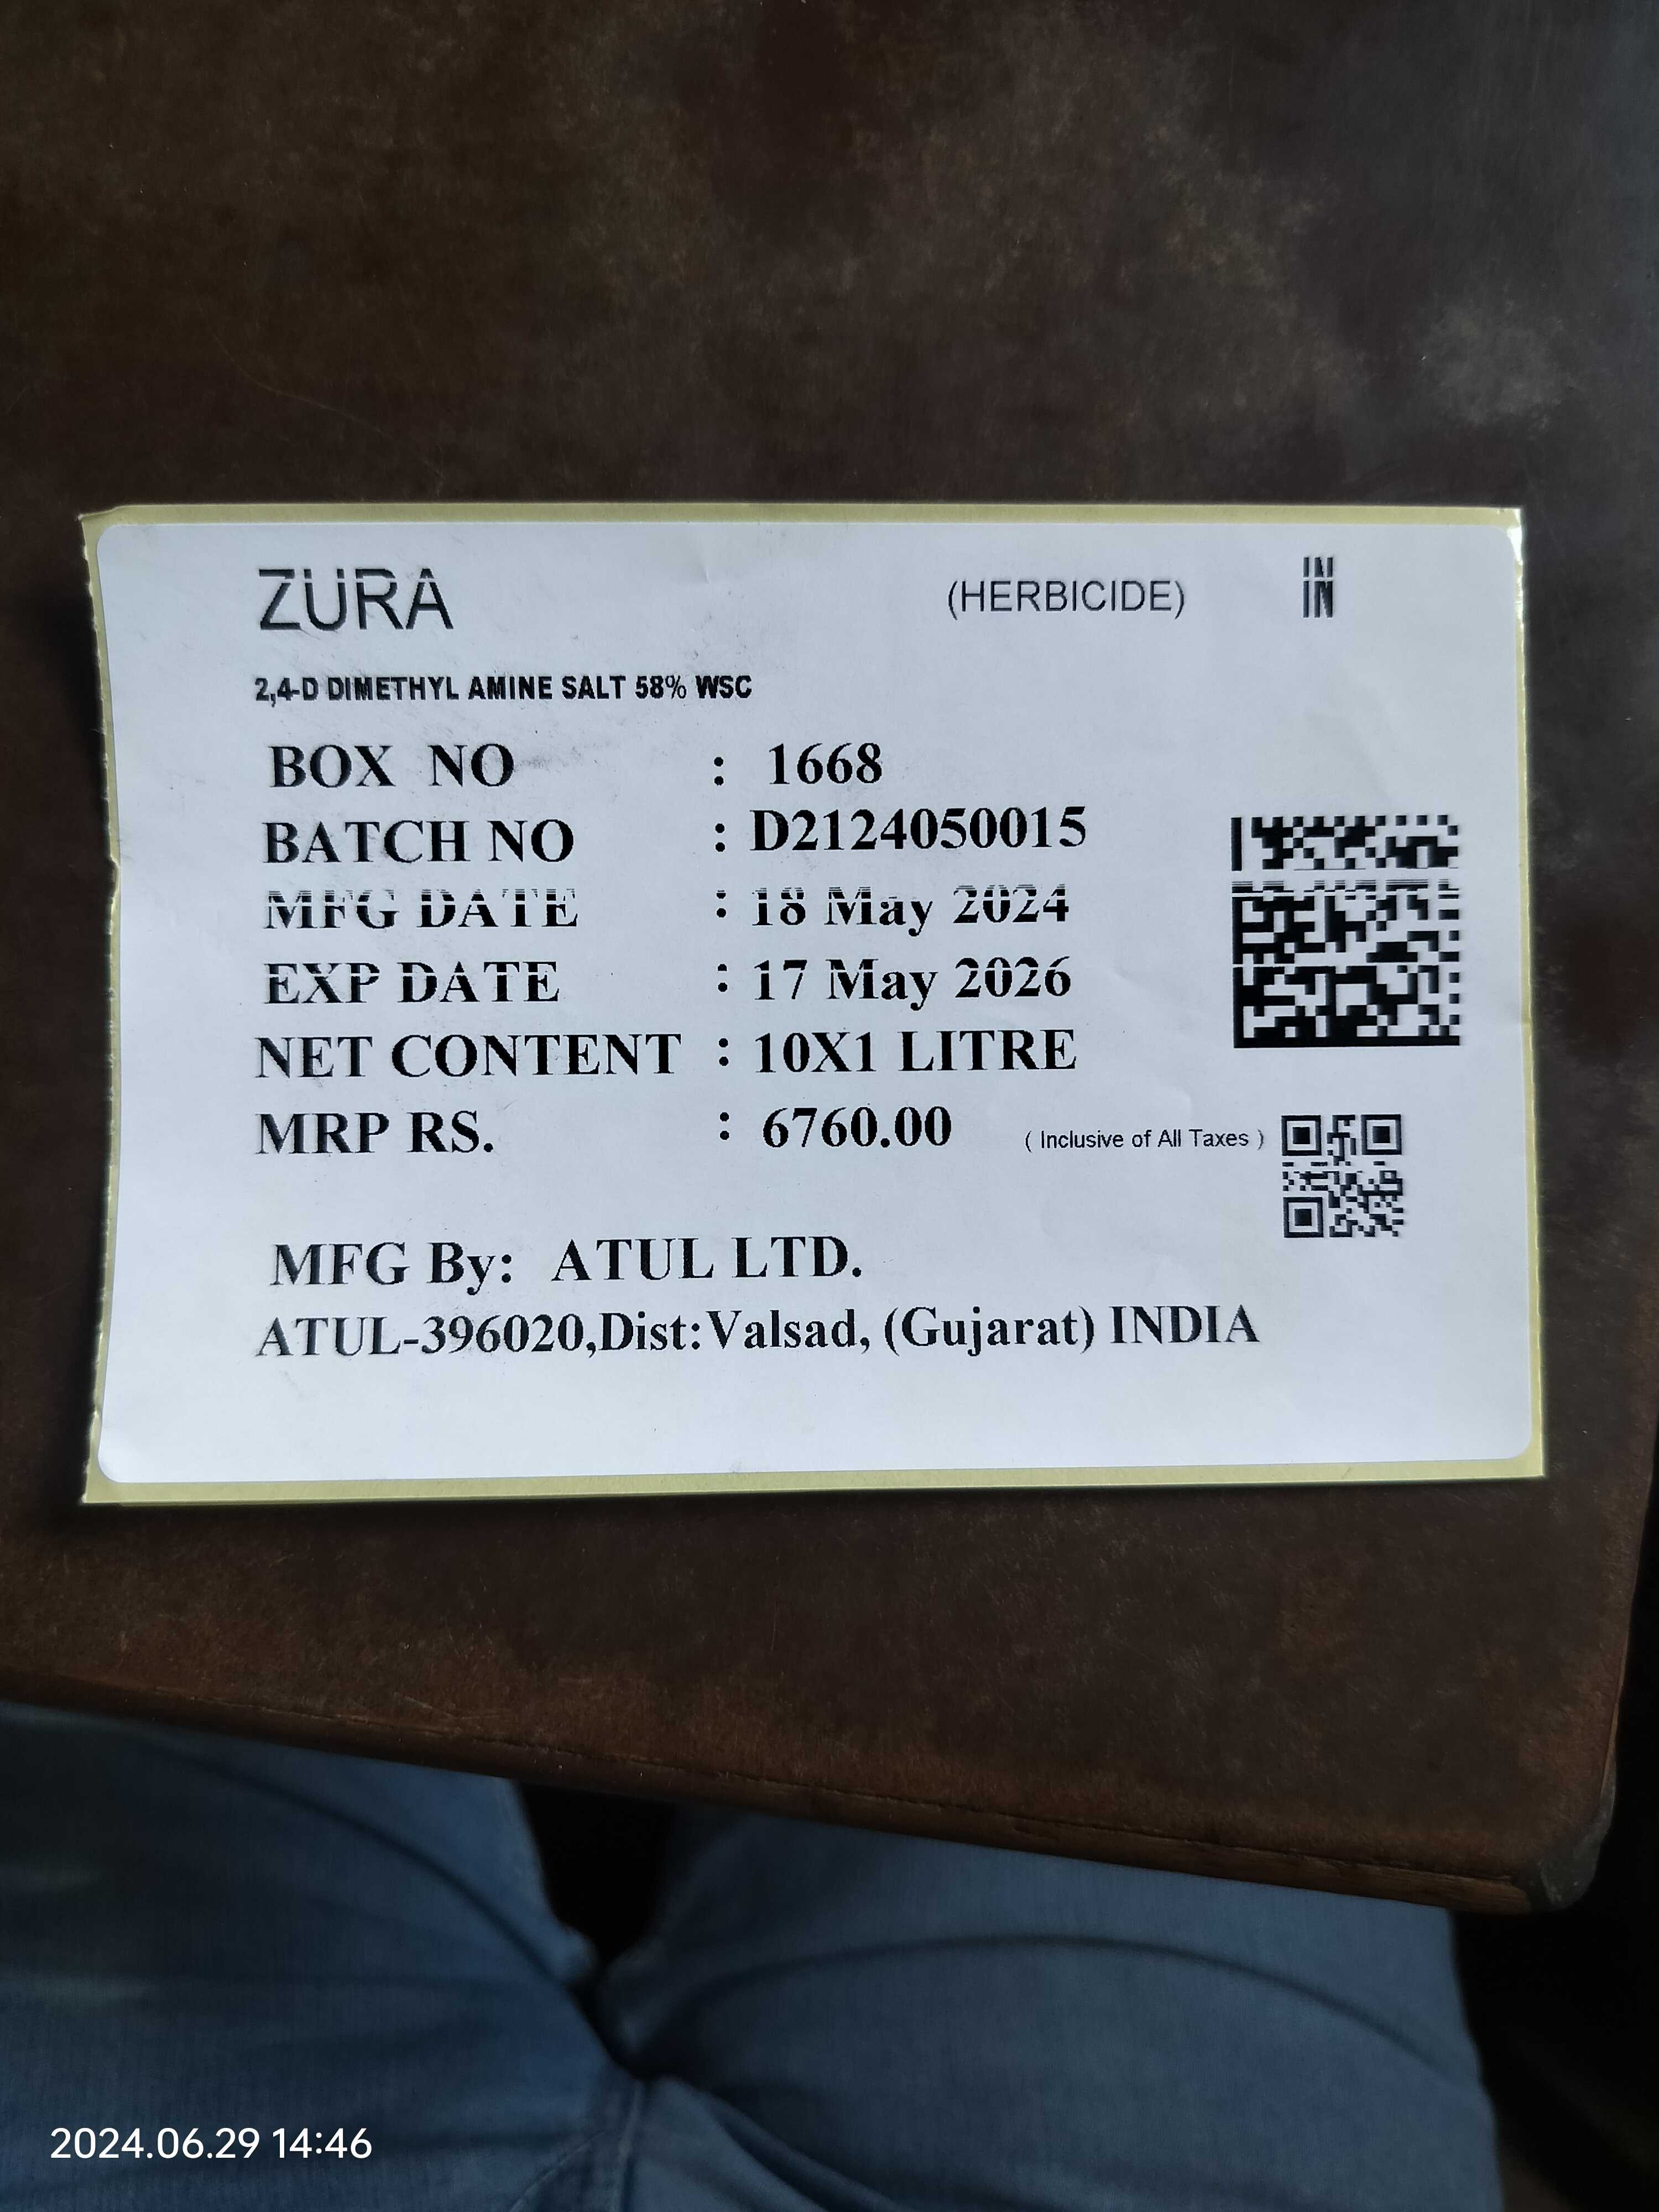 ZURA (HERBICIDE) IN
2,4-D DIMETHYL AMINE SALT 58% WSC
BOX NO : 1668
BATCH NO : D2124050015
MFG DATE : 18 May 2024
EXP DATE : 17 May 2026
NET CONTENT : 10X1 LITRE
MRP RS. : 6760.00 ( Inclusive of All Taxes )
MFG By: ATUL LTD.
ATUL-396020,Dist:Valsad, (Gujarat) INDIA
2024.06.29 14:46